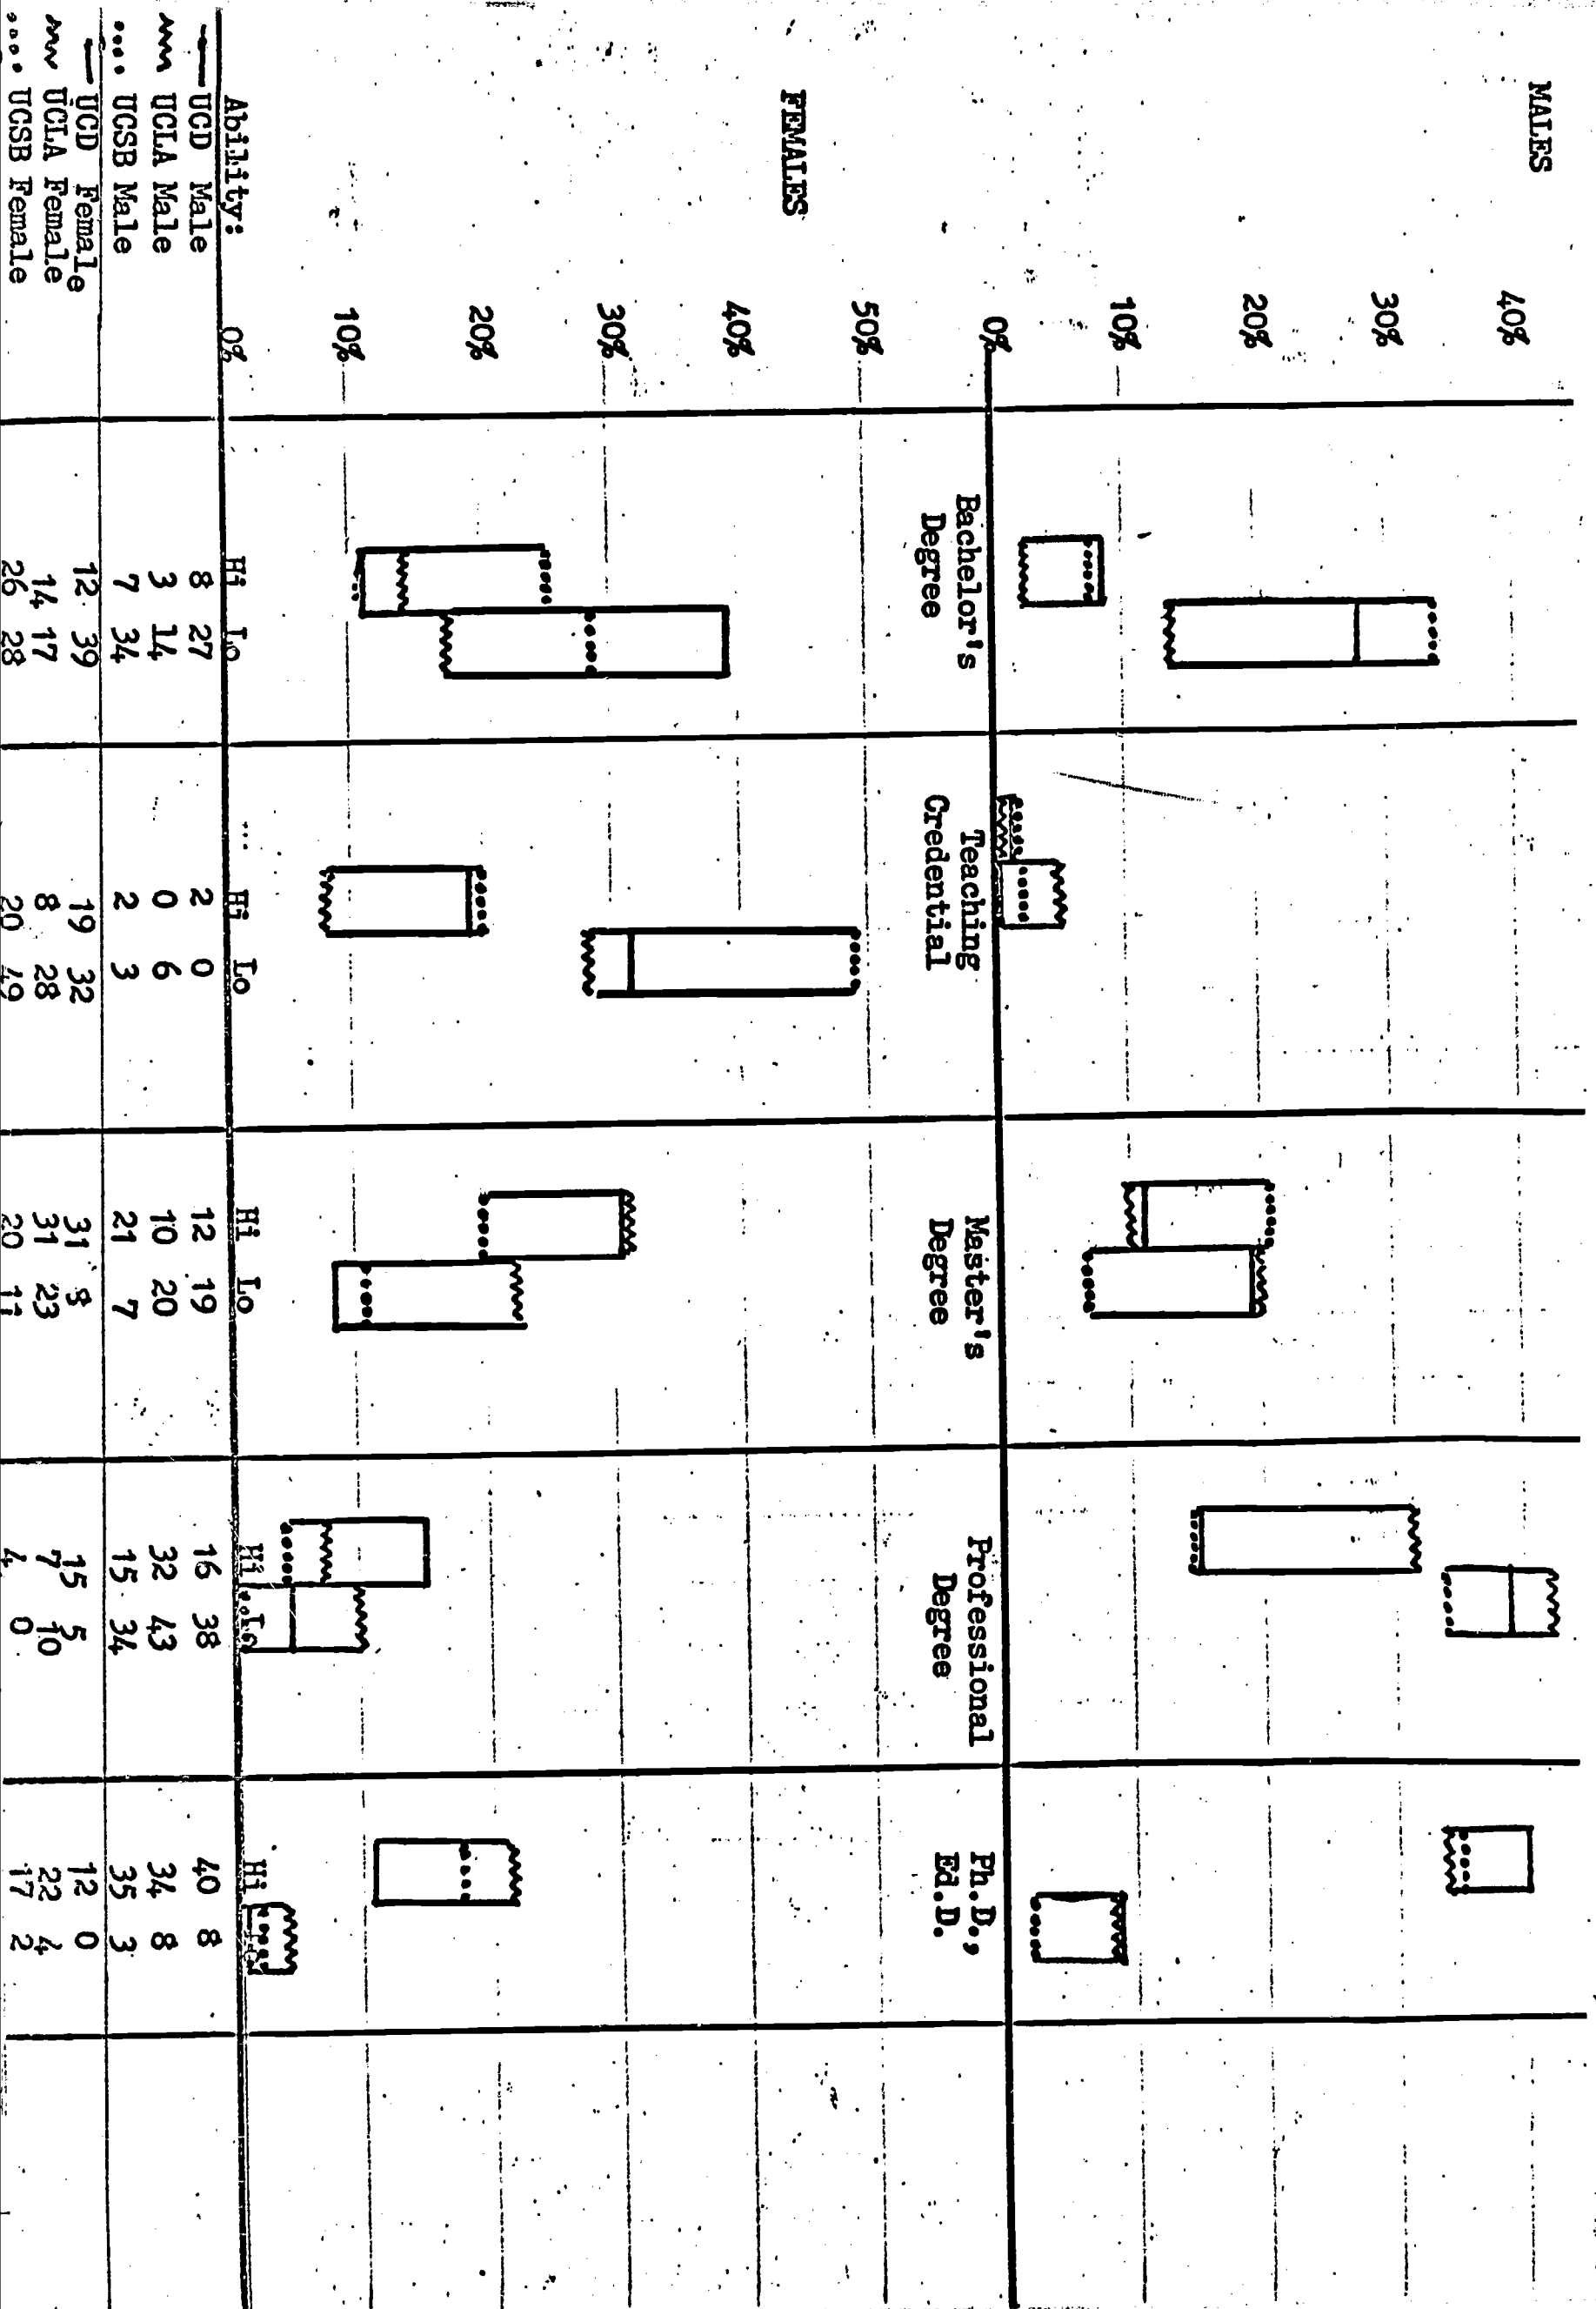 MALES
40%
30%
20%
10%
0%
Bachelor's Degree
Teaching Credential
Master's Degree
Professional Degree
Ph.D., Ed.D.
FEMALES
50%
40%
30%
20%
10%
0%
Ability: Hi Lo Hi Lo Hi Lo Hi Lo Hi
UCD Male 8 27 2 0 12 19 16 38 40 8
UCLA Male 3 14 0 6 10 20 32 43 34 8
UCSB Male 7 34 2 3 21 7 15 34 35 3
UCD Female 12 39 19 32 31 15 5 12 0
UCLA Female 14 17 8 28 31 23 7 10 22 4
UCSB Female 26 28 20 49 20 11 4 0 17 2